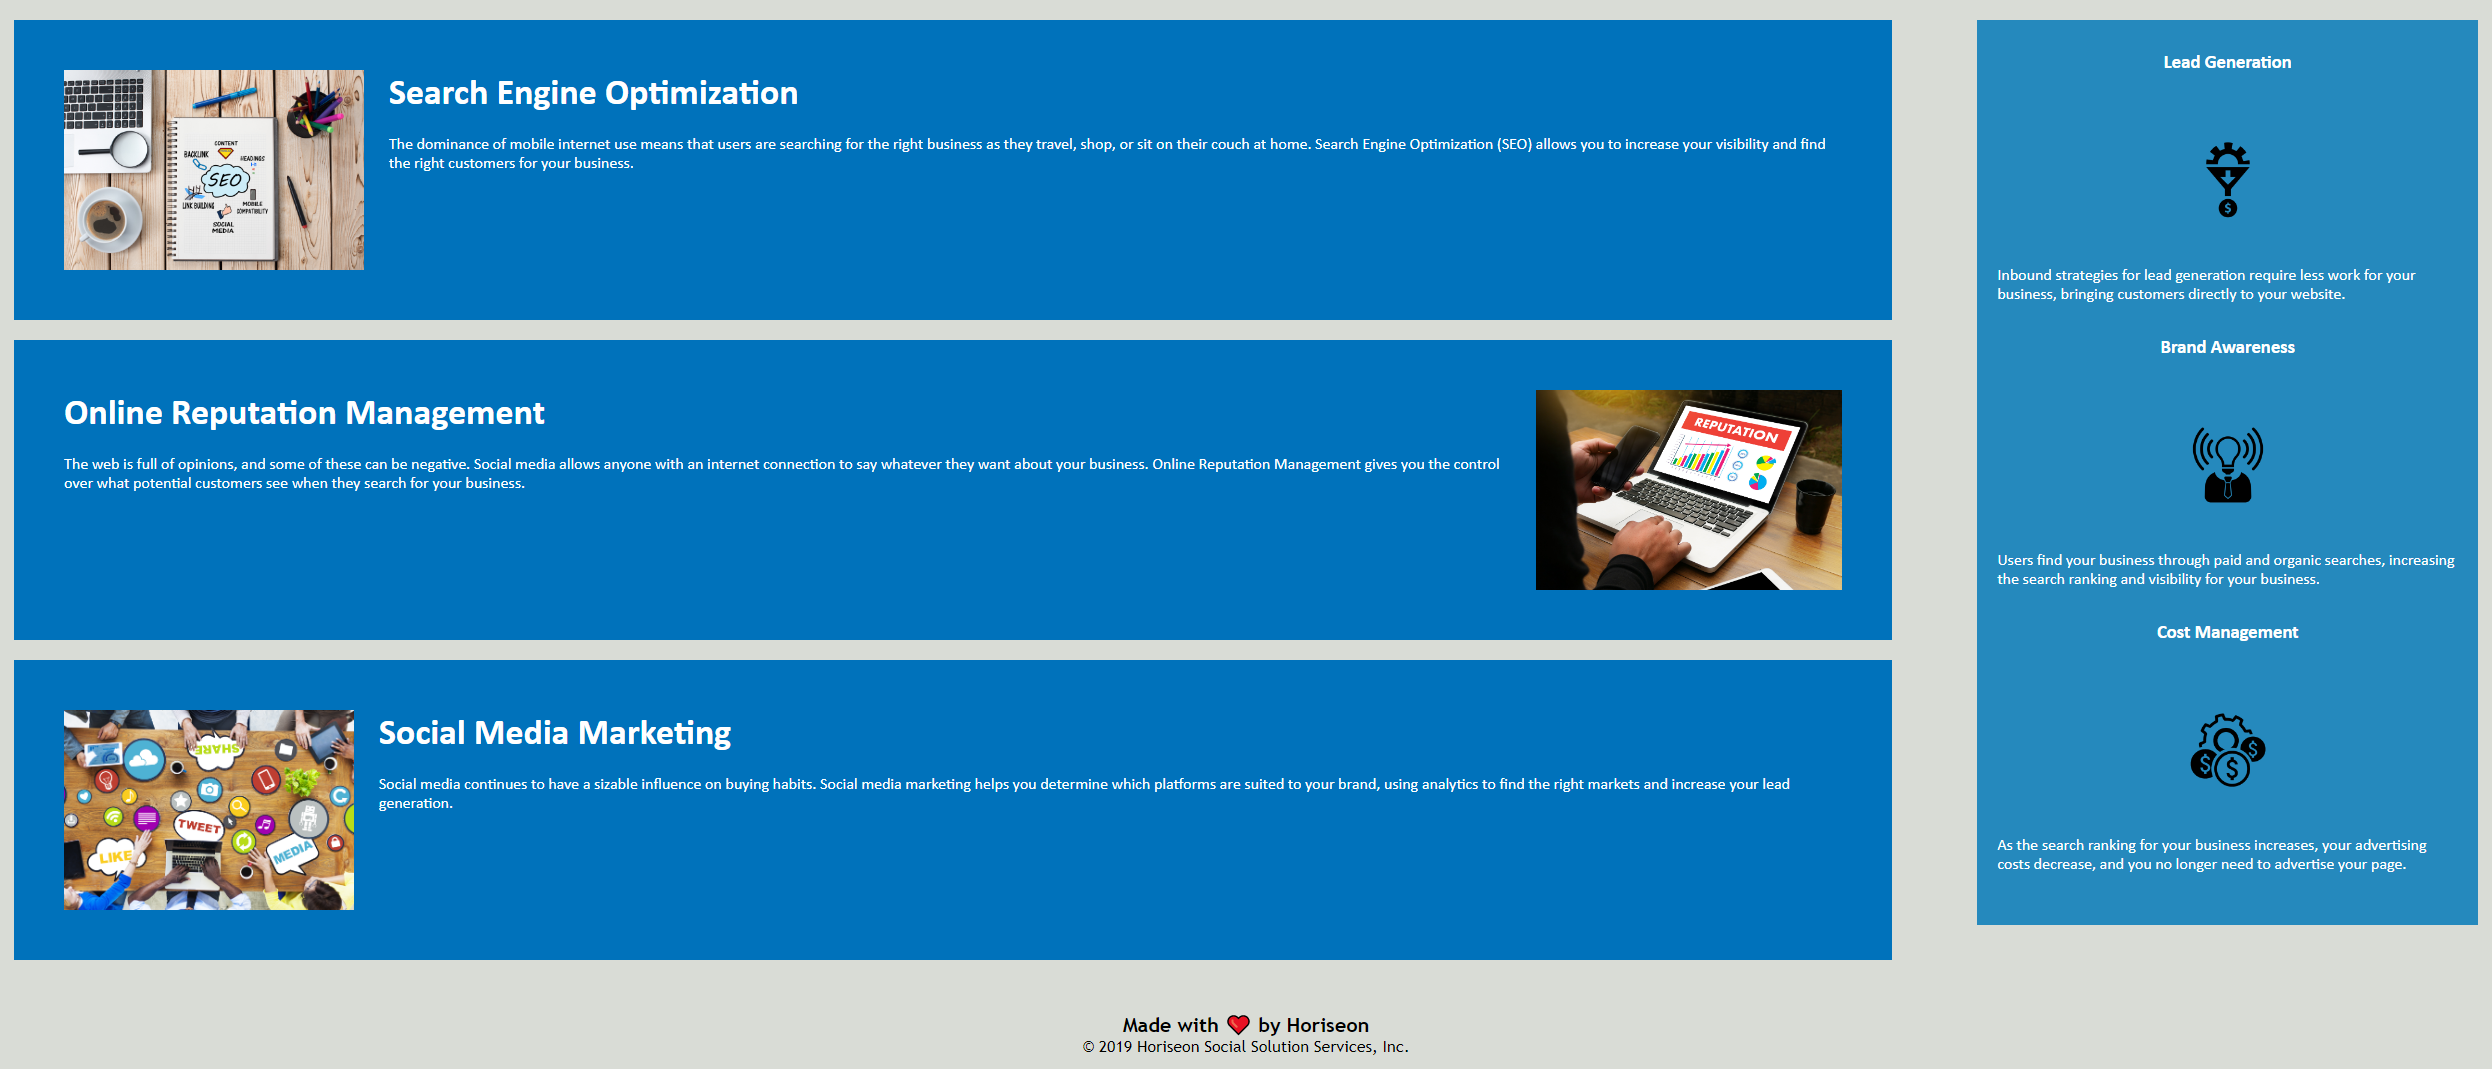 Search Engine Optimization
The dominance of mobile internet use means that users are searching for the right business as they travel, shop, or sit on their couch at home. Search Engine Optimization (SEO) allows you to increase your visibility and find
the right customers for your business.
CONTENT
BACKLINK
HEADINGS
SEO
LINK BUILDING
MOBILE
COMPATIBILITY
SOCIAL
MEDIA
Online Reputation Management
The web is full of opinions, and some of these can be negative. Social media allows anyone with an internet connection to say whatever they want about your business. Online Reputation Management gives you the control
over what potential customers see when they search for your business.
REPUTATION
Social Media Marketing
Social media continues to have a sizable influence on buying habits. Social media marketing helps you determine which platforms are suited to your brand, using analytics to find the right markets and increase your lead
generation.
SHARE
TWEET
LIKE
MEDIA
Lead Generation
$
Inbound strategies for lead generation require less work for your
business, bringing customers directly to your website.
Brand Awareness
Users find your business through paid and organic searches, increasing
the search ranking and visibility for your business.
Cost Management
$ $ $
As the search ranking for your business increases, your advertising
costs decrease, and you no longer need to advertise your page.
Made with ❤️ by Horiseon
© 2019 Horiseon Social Solution Services, Inc.